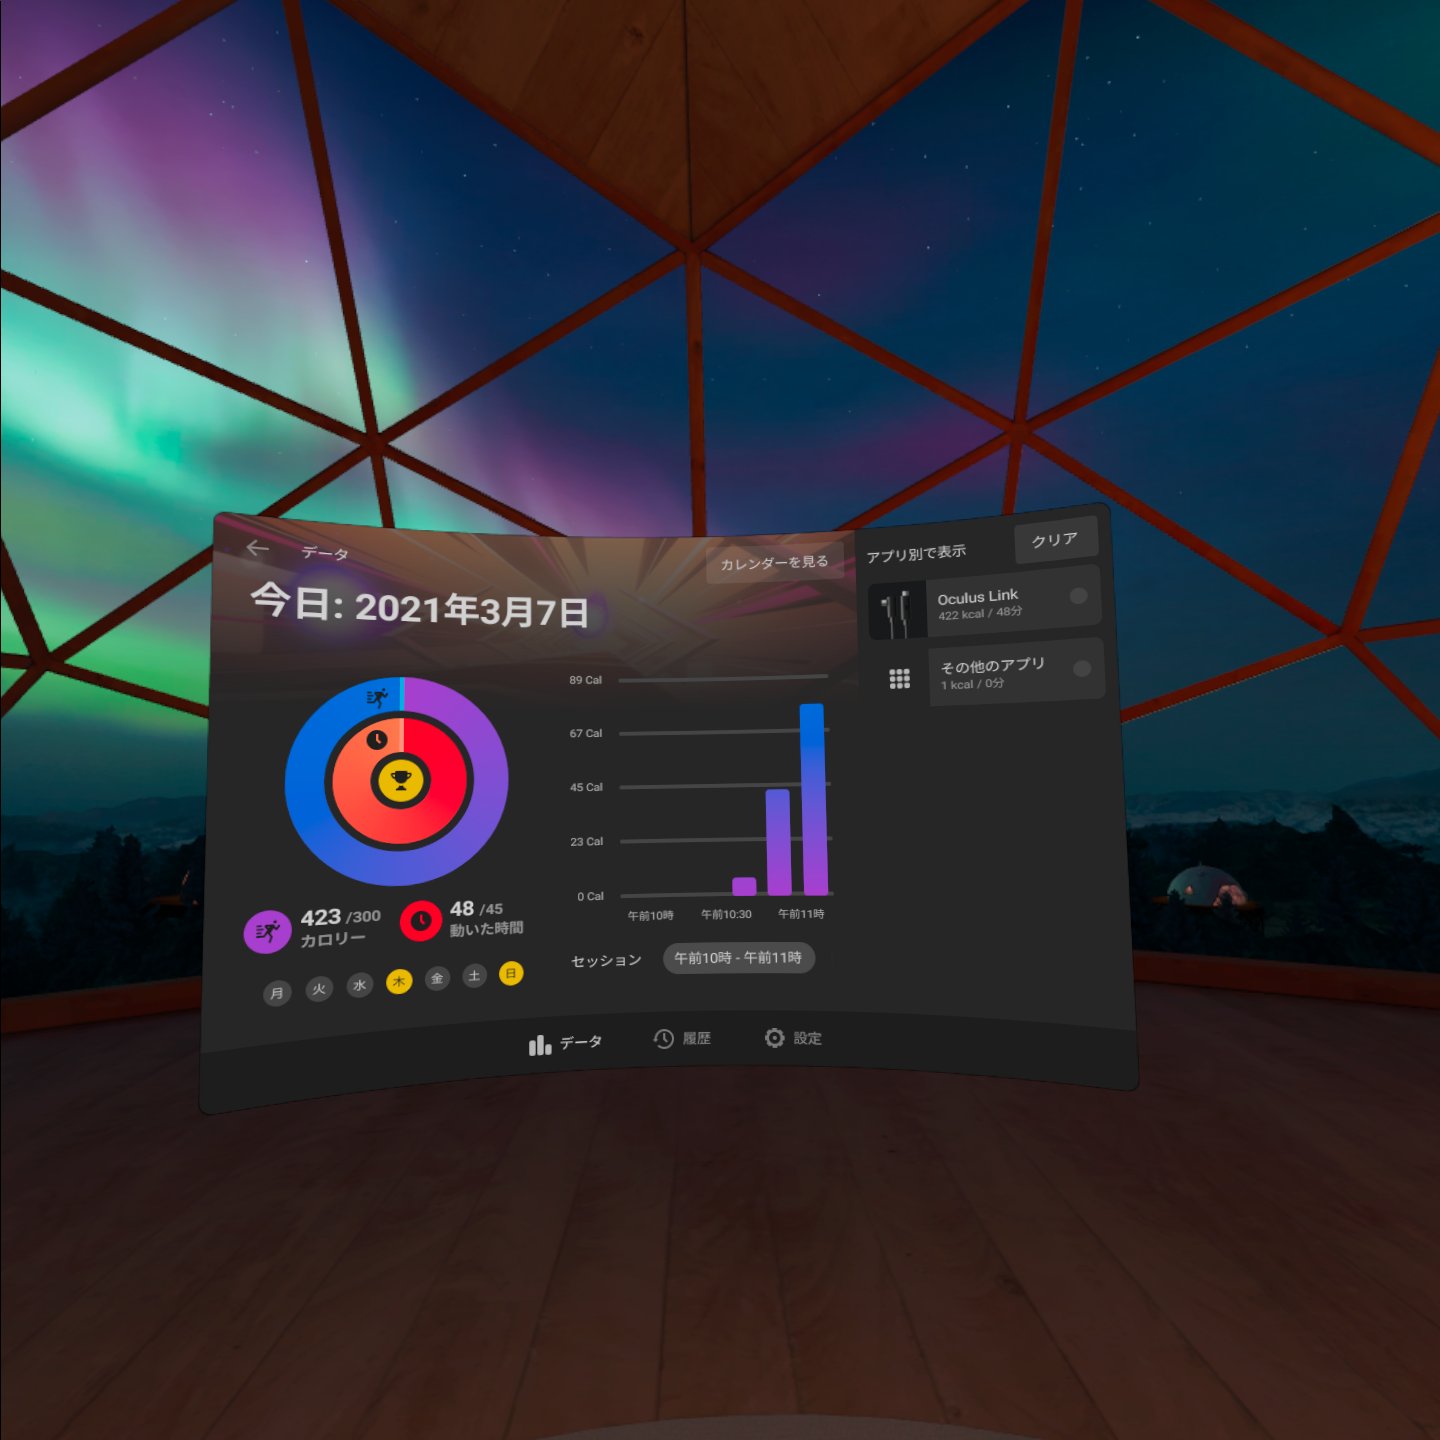 データ
カレンダーを見る
今日: 2021年3月7日
423 /300
カロリー
48 /45
動いた時間
月 火 水 木 金 土 日
89 Cal
67 Cal
45 Cal
23 Cal
0 Cal
午前10時 午前10:30 午前11時
セッション 午前10時 - 午前11時
アプリ別で表示 クリア
Oculus Link
422 kcal / 48分
その他のアプリ
1 kcal / 0分
データ 履歴 設定